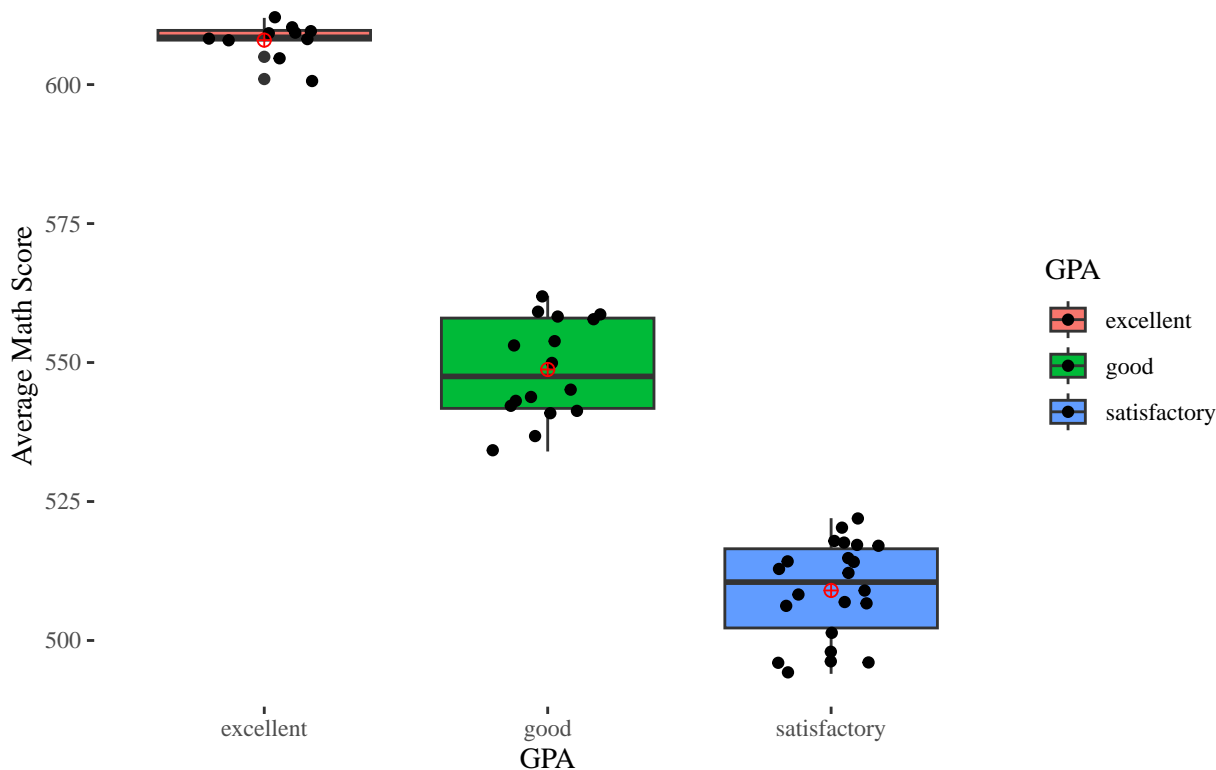 600
575
550
525
500
Average Math Score
excellent
good
satisfactory
GPA
GPA
excellent
good
satisfactory